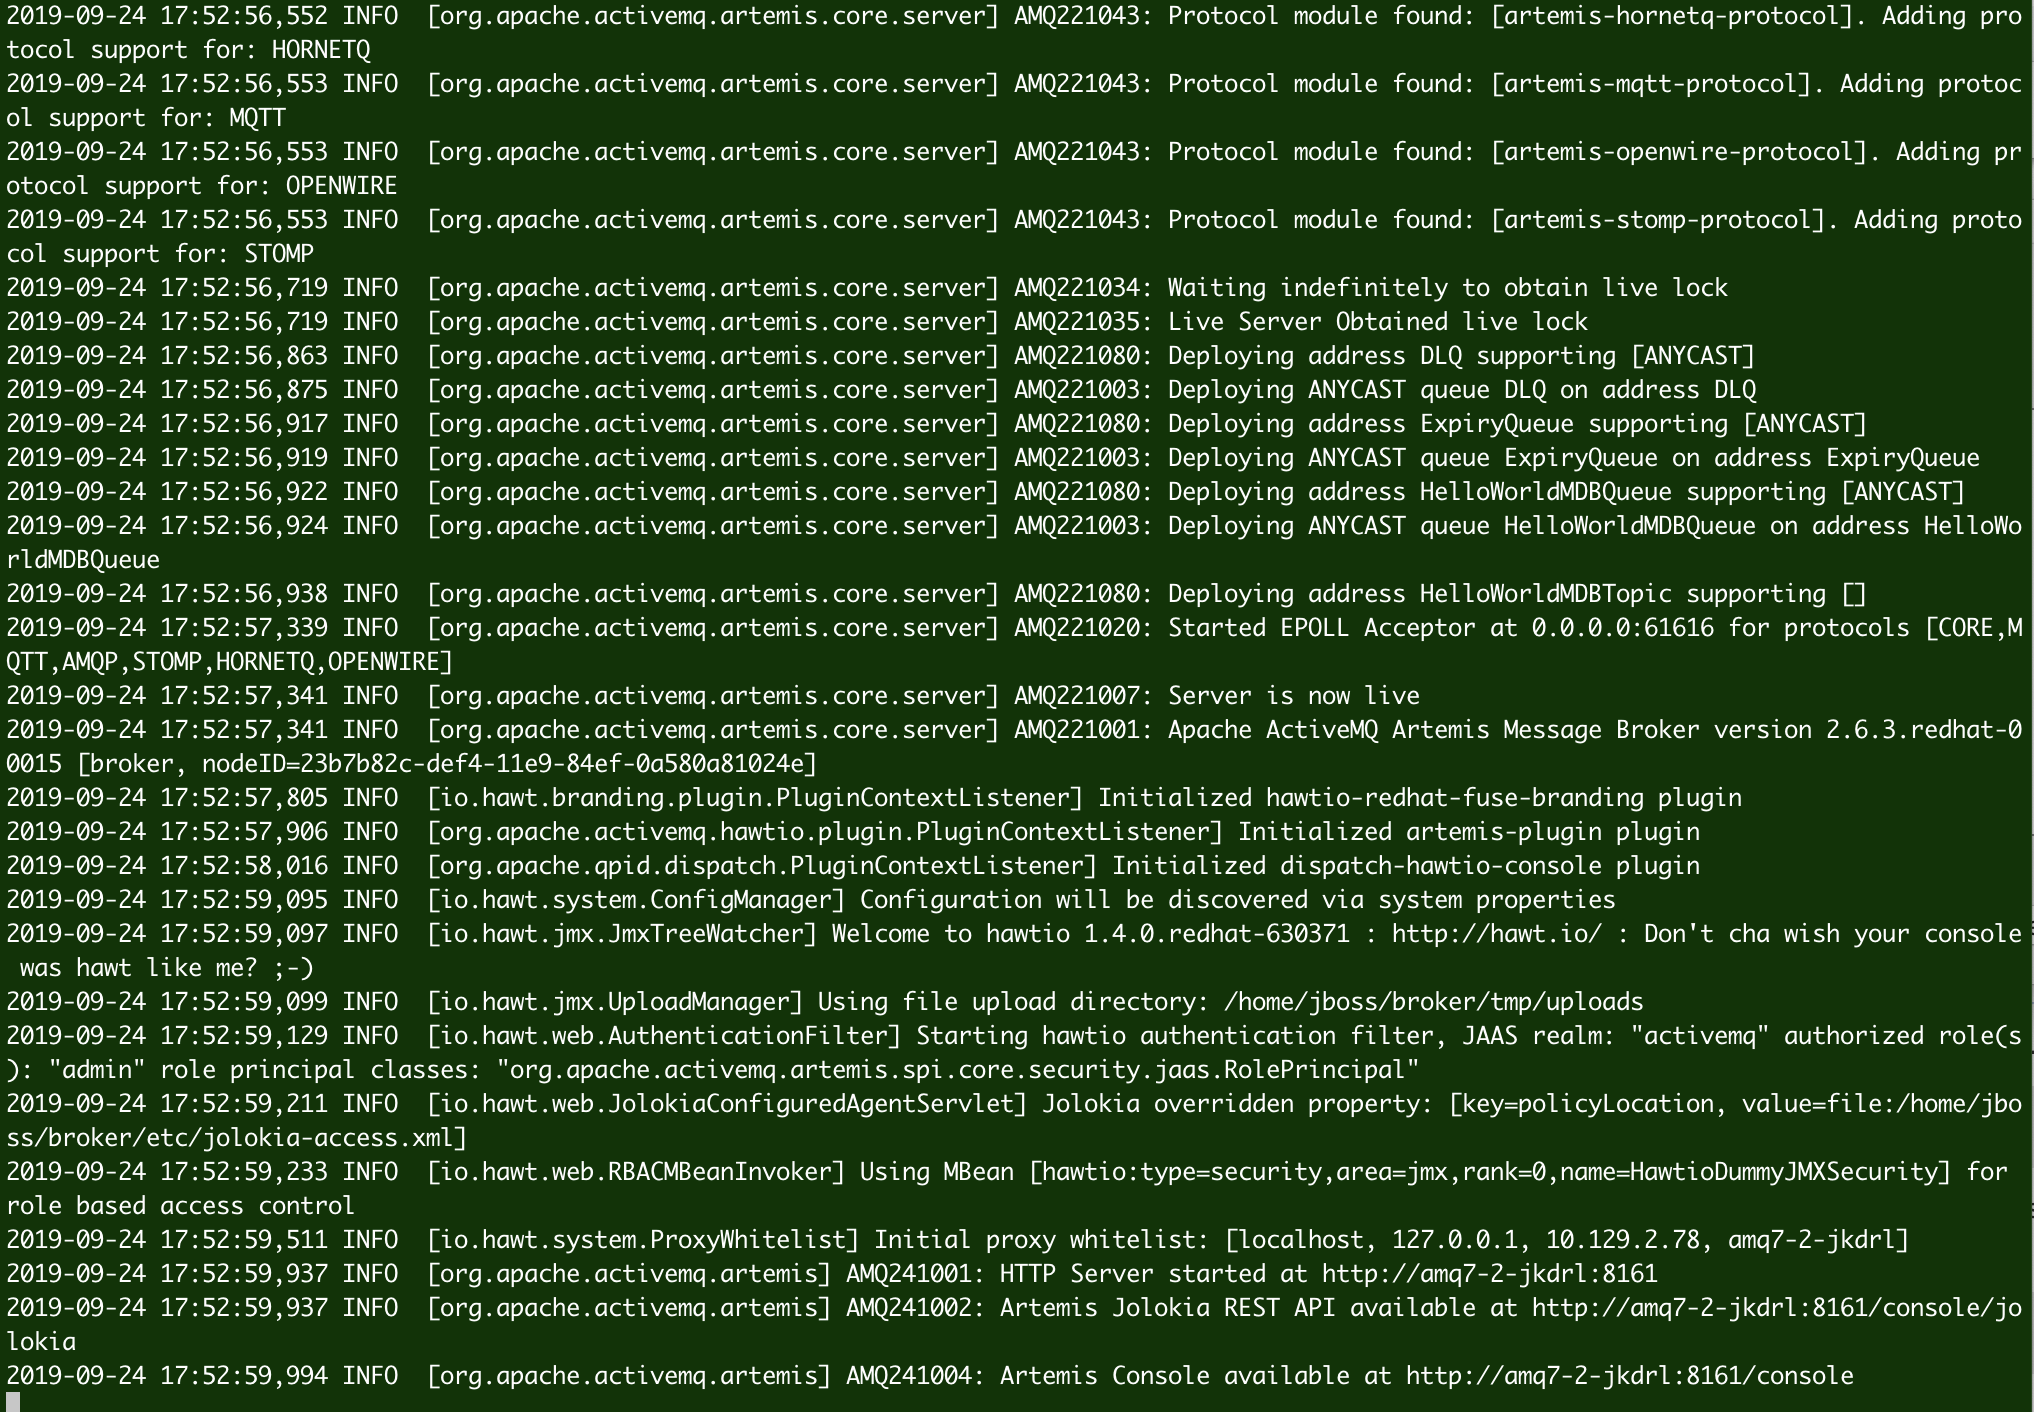 2019-09-24 17:52:56,552 INFO  [org.apache.activemq.artemis.core.server] AMQ221043: Protocol module found: [artemis-hornetq-protocol]. Adding pro
tocol support for: HORNETQ
2019-09-24 17:52:56,553 INFO  [org.apache.activemq.artemis.core.server] AMQ221043: Protocol module found: [artemis-mqtt-protocol]. Adding protoc
ol support for: MQTT
2019-09-24 17:52:56,553 INFO  [org.apache.activemq.artemis.core.server] AMQ221043: Protocol module found: [artemis-openwire-protocol]. Adding pr
otocol support for: OPENWIRE
2019-09-24 17:52:56,553 INFO  [org.apache.activemq.artemis.core.server] AMQ221043: Protocol module found: [artemis-stomp-protocol]. Adding proto
col support for: STOMP
2019-09-24 17:52:56,719 INFO  [org.apache.activemq.artemis.core.server] AMQ221034: Waiting indefinitely to obtain live lock
2019-09-24 17:52:56,719 INFO  [org.apache.activemq.artemis.core.server] AMQ221035: Live Server Obtained live lock
2019-09-24 17:52:56,863 INFO  [org.apache.activemq.artemis.core.server] AMQ221080: Deploying address DLQ supporting [ANYCAST]
2019-09-24 17:52:56,875 INFO  [org.apache.activemq.artemis.core.server] AMQ221003: Deploying ANYCAST queue DLQ on address DLQ
2019-09-24 17:52:56,917 INFO  [org.apache.activemq.artemis.core.server] AMQ221080: Deploying address ExpiryQueue supporting [ANYCAST]
2019-09-24 17:52:56,919 INFO  [org.apache.activemq.artemis.core.server] AMQ221003: Deploying ANYCAST queue ExpiryQueue on address ExpiryQueue
2019-09-24 17:52:56,922 INFO  [org.apache.activemq.artemis.core.server] AMQ221080: Deploying address HelloWorldMDBQueue supporting [ANYCAST]
2019-09-24 17:52:56,924 INFO  [org.apache.activemq.artemis.core.server] AMQ221003: Deploying ANYCAST queue HelloWorldMDBQueue on address HelloWo
rldMDBQueue
2019-09-24 17:52:56,938 INFO  [org.apache.activemq.artemis.core.server] AMQ221080: Deploying address HelloWorldMDBTopic supporting []
2019-09-24 17:52:57,339 INFO  [org.apache.activemq.artemis.core.server] AMQ221020: Started EPOLL Acceptor at 0.0.0.0:61616 for protocols [CORE,M
QTT,AMQP,STOMP,HORNETQ,OPENWIRE]
2019-09-24 17:52:57,341 INFO  [org.apache.activemq.artemis.core.server] AMQ221007: Server is now live
2019-09-24 17:52:57,341 INFO  [org.apache.activemq.artemis.core.server] AMQ221001: Apache ActiveMQ Artemis Message Broker version 2.6.3.redhat-0
0015 [broker, nodeID=23b7b82c-def4-11e9-84ef-0a580a81024e]
2019-09-24 17:52:57,805 INFO  [io.hawt.branding.plugin.PluginContextListener] Initialized hawtio-redhat-fuse-branding plugin
2019-09-24 17:52:57,906 INFO  [org.apache.activemq.hawtio.plugin.PluginContextListener] Initialized artemis-plugin plugin
2019-09-24 17:52:58,016 INFO  [org.apache.qpid.dispatch.PluginContextListener] Initialized dispatch-hawtio-console plugin
2019-09-24 17:52:59,095 INFO  [io.hawt.system.ConfigManager] Configuration will be discovered via system properties
2019-09-24 17:52:59,097 INFO  [io.hawt.jmx.JmxTreeWatcher] Welcome to hawtio 1.4.0.redhat-630371 : http://hawt.io/ : Don't cha wish your console
 was hawt like me? ;-)
2019-09-24 17:52:59,099 INFO  [io.hawt.jmx.UploadManager] Using file upload directory: /home/jboss/broker/tmp/uploads
2019-09-24 17:52:59,129 INFO  [io.hawt.web.AuthenticationFilter] Starting hawtio authentication filter, JAAS realm: "activemq" authorized role(s
): "admin" role principal classes: "org.apache.activemq.artemis.spi.core.security.jaas.RolePrincipal"
2019-09-24 17:52:59,211 INFO  [io.hawt.web.JolokiaConfiguredAgentServlet] Jolokia overridden property: [key=policyLocation, value=file:/home/jbo
ss/broker/etc/jolokia-access.xml]
2019-09-24 17:52:59,233 INFO  [io.hawt.web.RBACMBeanInvoker] Using MBean [hawtio:type=security,area=jmx,rank=0,name=HawtioDummyJMXSecurity] for
role based access control
2019-09-24 17:52:59,511 INFO  [io.hawt.system.ProxyWhitelist] Initial proxy whitelist: [localhost, 127.0.0.1, 10.129.2.78, amq7-2-jkdrl]
2019-09-24 17:52:59,937 INFO  [org.apache.activemq.artemis] AMQ241001: HTTP Server started at http://amq7-2-jkdrl:8161
2019-09-24 17:52:59,937 INFO  [org.apache.activemq.artemis] AMQ241002: Artemis Jolokia REST API available at http://amq7-2-jkdrl:8161/console/jo
lokia
2019-09-24 17:52:59,994 INFO  [org.apache.activemq.artemis] AMQ241004: Artemis Console available at http://amq7-2-jkdrl:8161/console